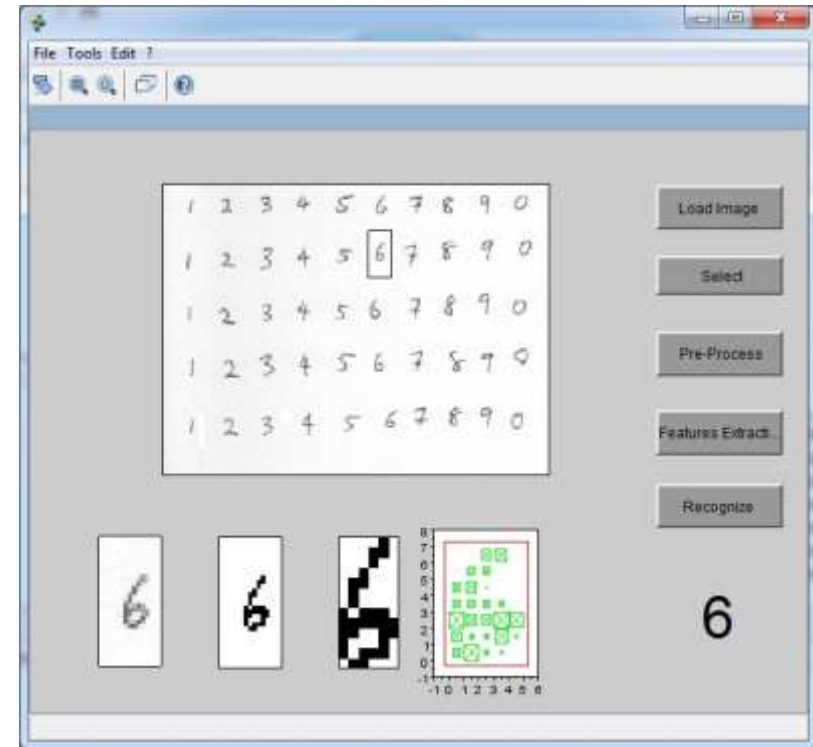 File Tools Edit ?
1 2 3 4 5 6 7 8 9 0
1 2 3 4 5 6 7 8 9 0
1 2 3 4 5 6 7 8 9 0
1 2 3 4 5 6 7 8 9 0
1 2 3 4 5 6 7 8 9 0
Load Image
Select
Pre-Process
Features Extracti...
Recognize
6
6
6
8
7
6
5
4
3
2
1
0
-1
-1 0 1 2 3 4 5 6
6